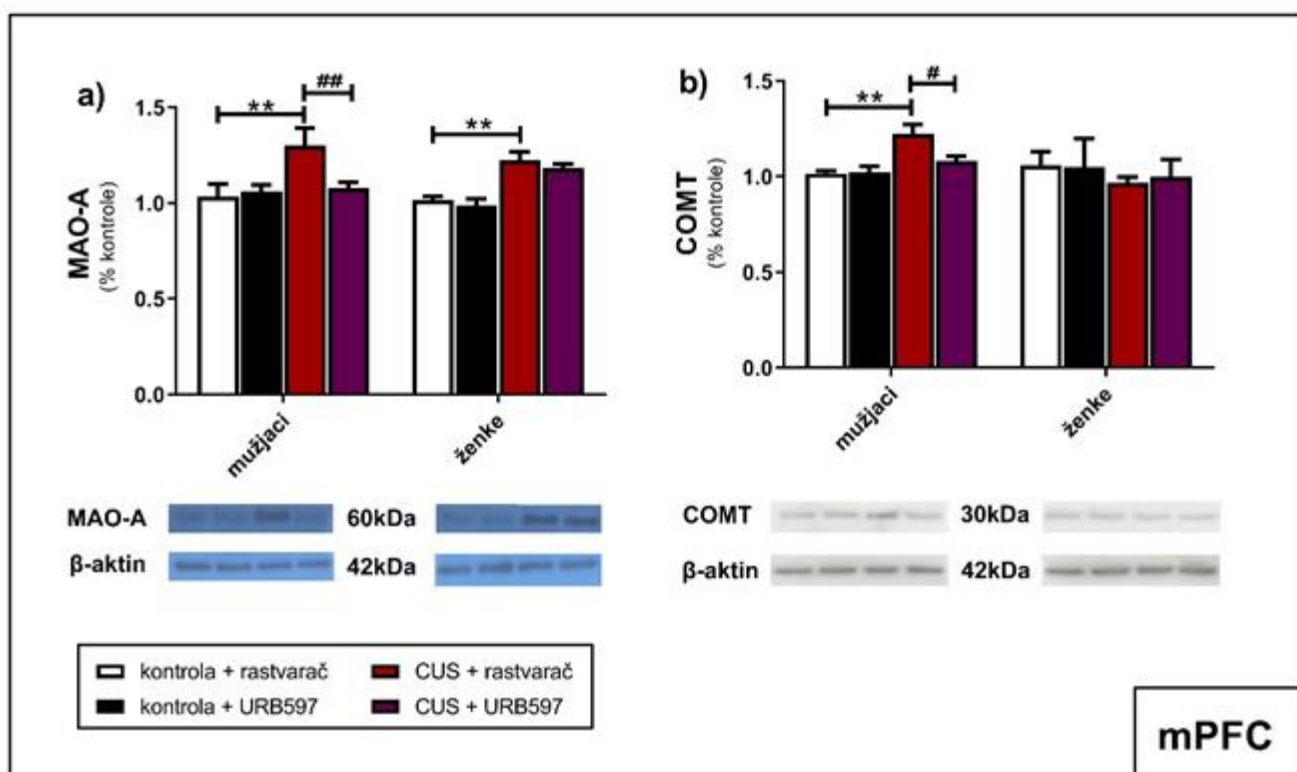 a)
##
**
**
1.5
1.0
0.5
0.0
MAO-A
(% kontrole)
mužjaci
ženke
MAO-A
60kDa
β-aktin
42kDa
b)
#
**
1.5
1.0
0.5
0.0
COMT
(% kontrole)
mužjaci
ženke
COMT
30kDa
β-aktin
42kDa
kontrola + rastvarač
CUS + rastvarač
kontrola + URB597
CUS + URB597
mPFC